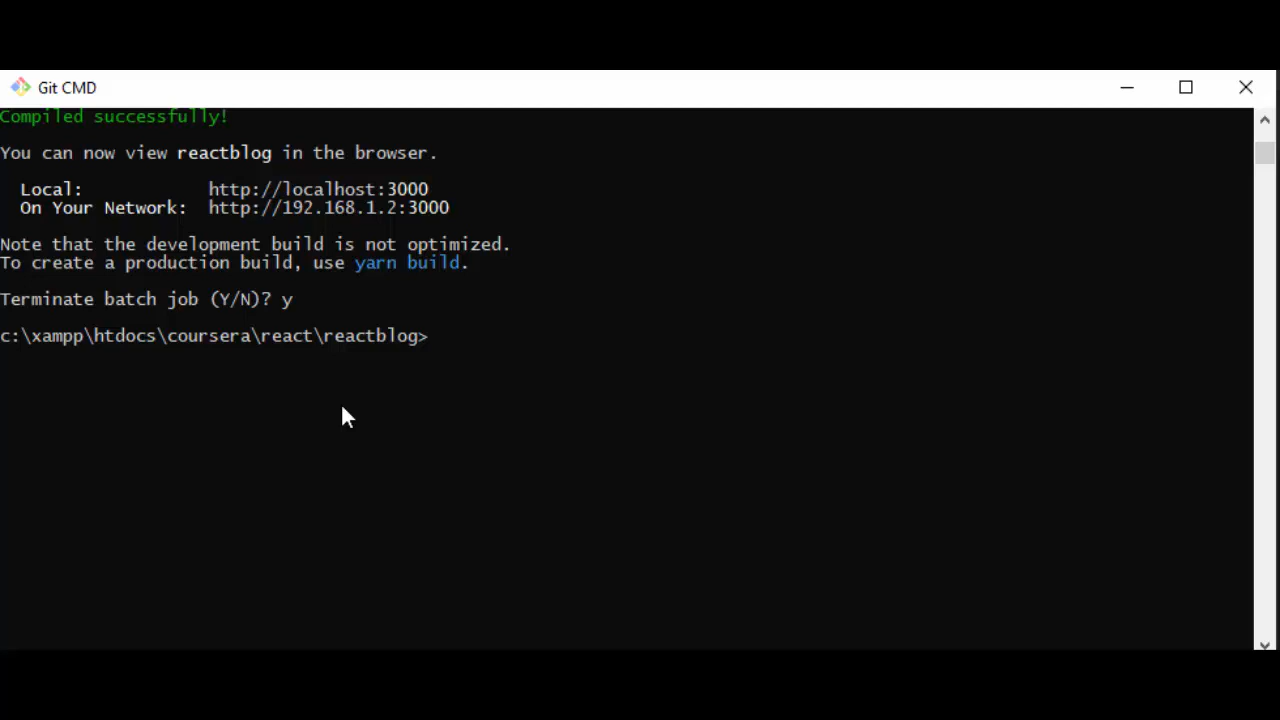 Git CMD
Compiled successfully!
You can now view reactblog in the browser.
Local: http://localhost:3000
On Your Network: http://192.168.1.2:3000
Note that the development build is not optimized.
To create a production build, use yarn build.
Terminate batch job (Y/N)? y
c:\xampp\htdocs\coursera\react\reactblog>